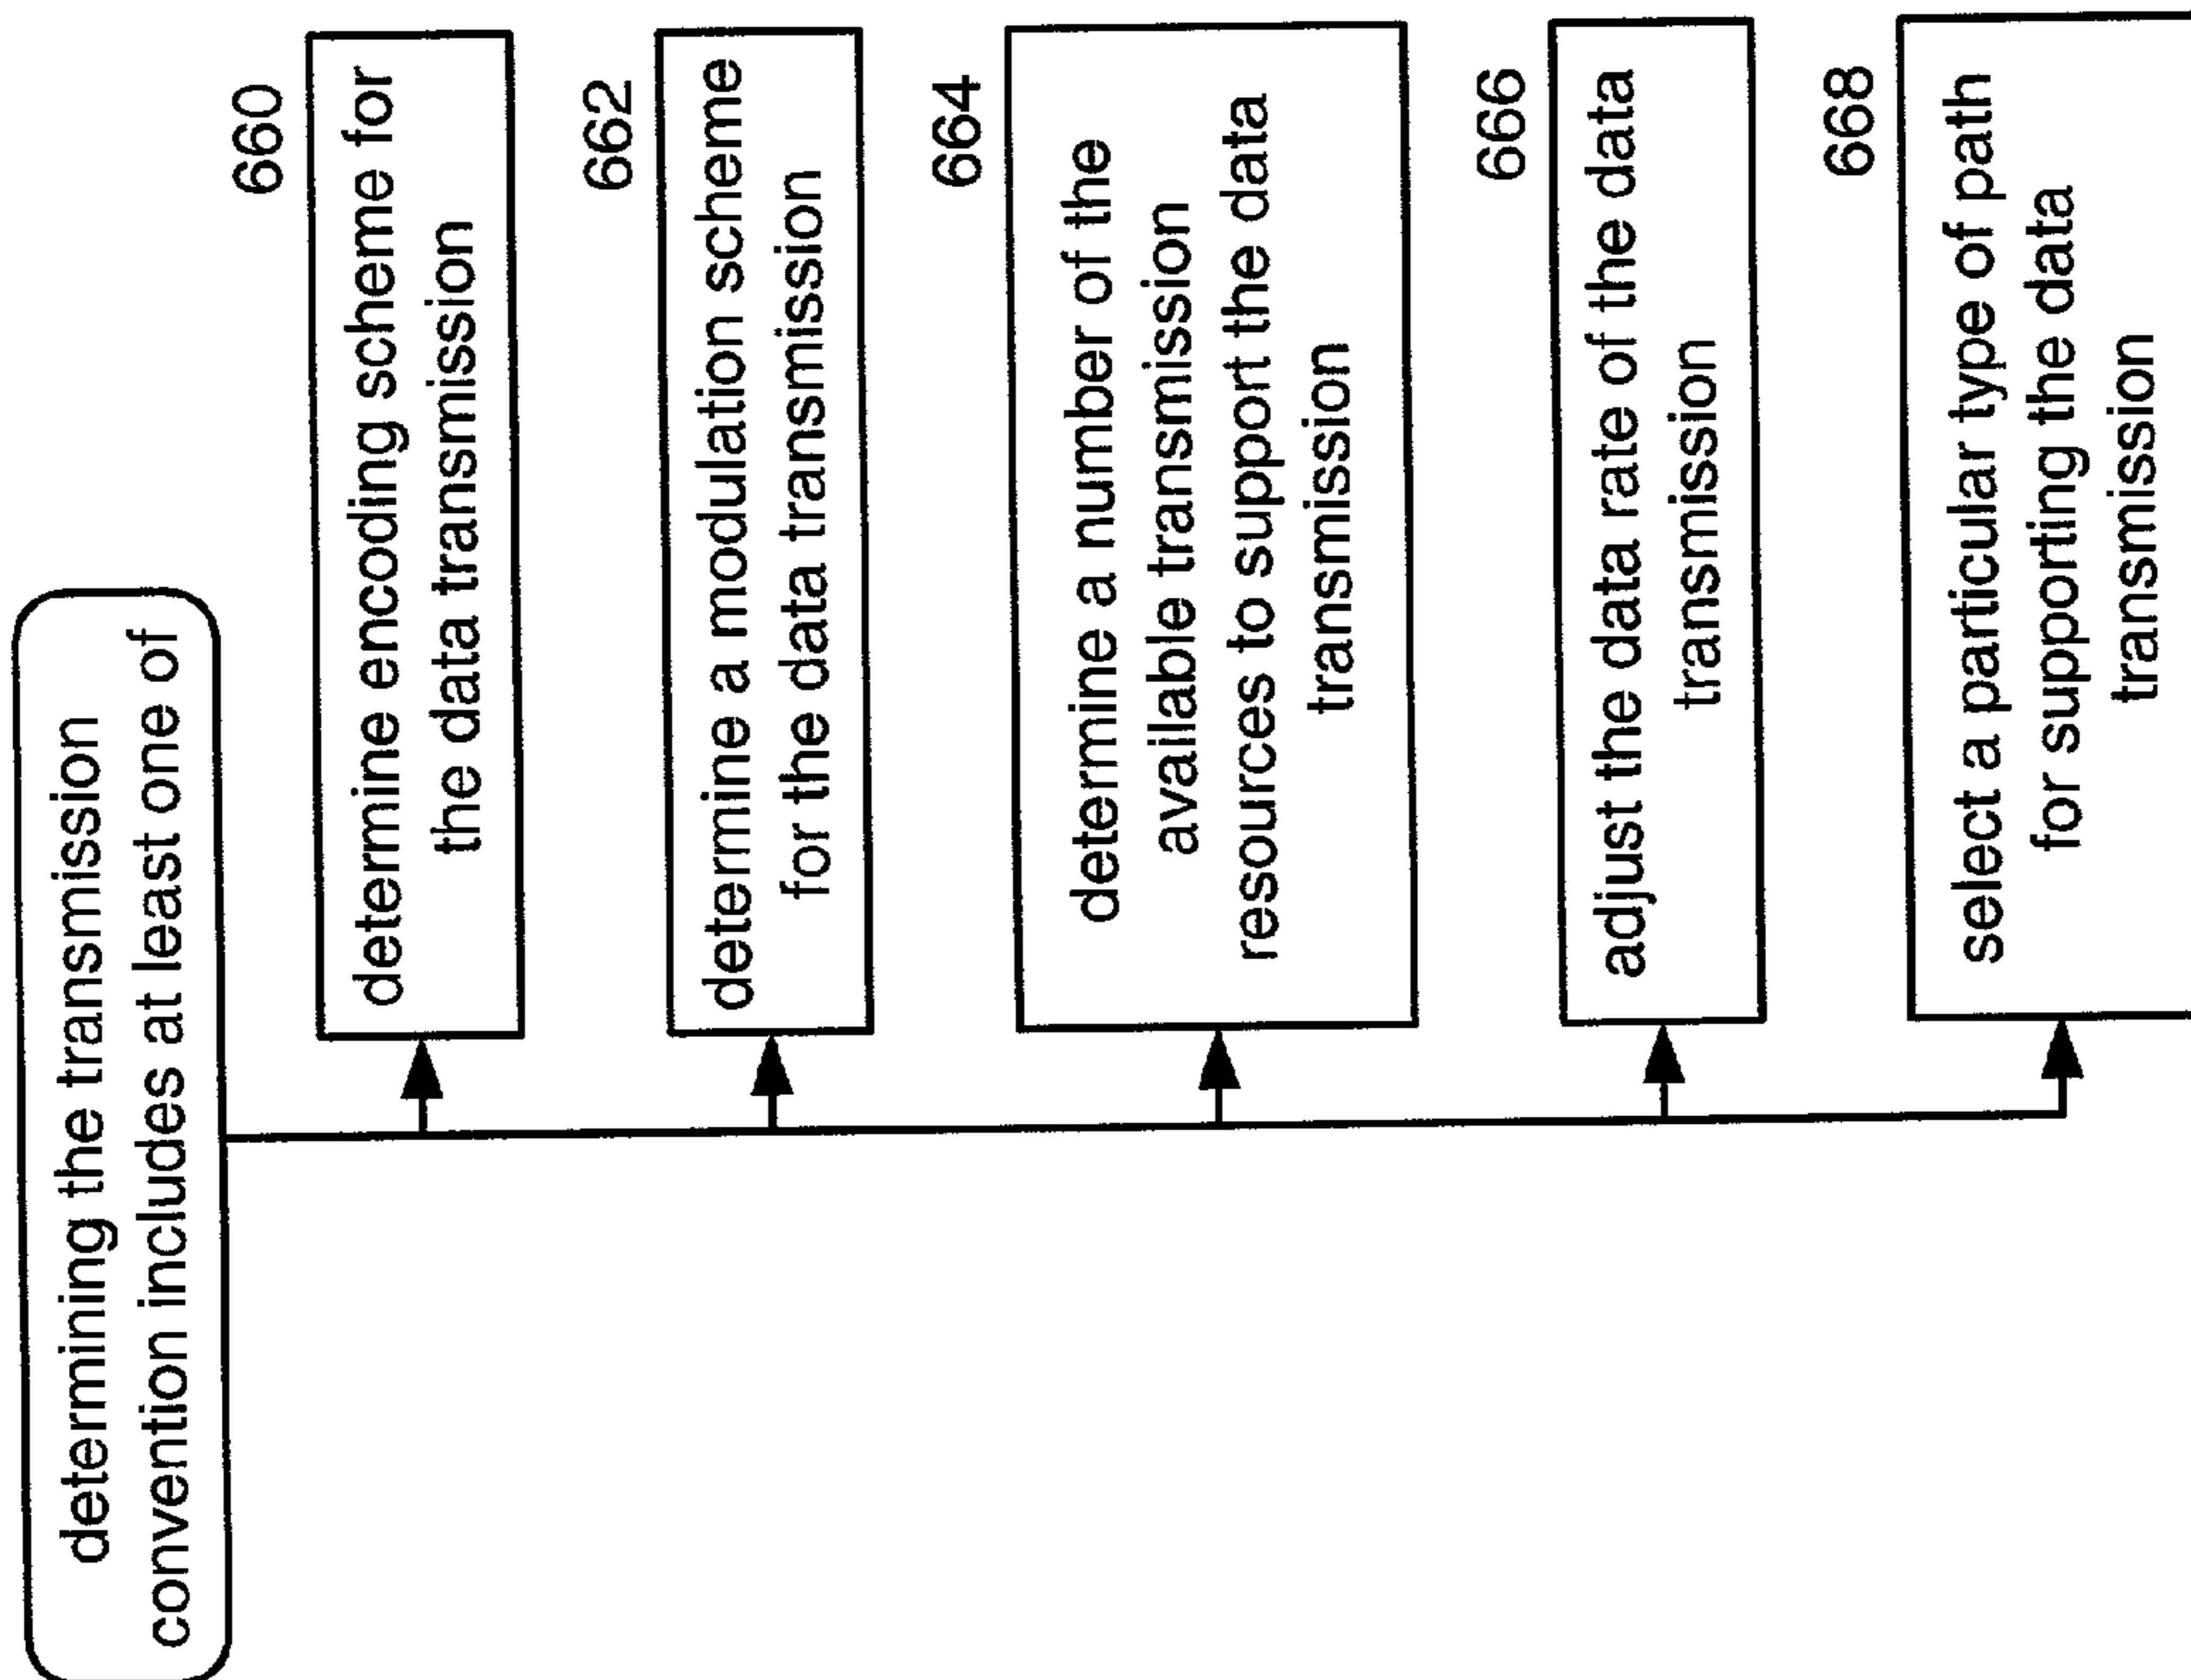 determining the transmission
convention includes at least one of
660
determine encoding scheme for
the data transmission
662
determine a modulation scheme
for the data transmission
664
determine a number of the
available transmission
resources to support the data
transmission
666
adjust the data rate of the data
transmission
668
select a particular type of path
for supporting the data
transmission